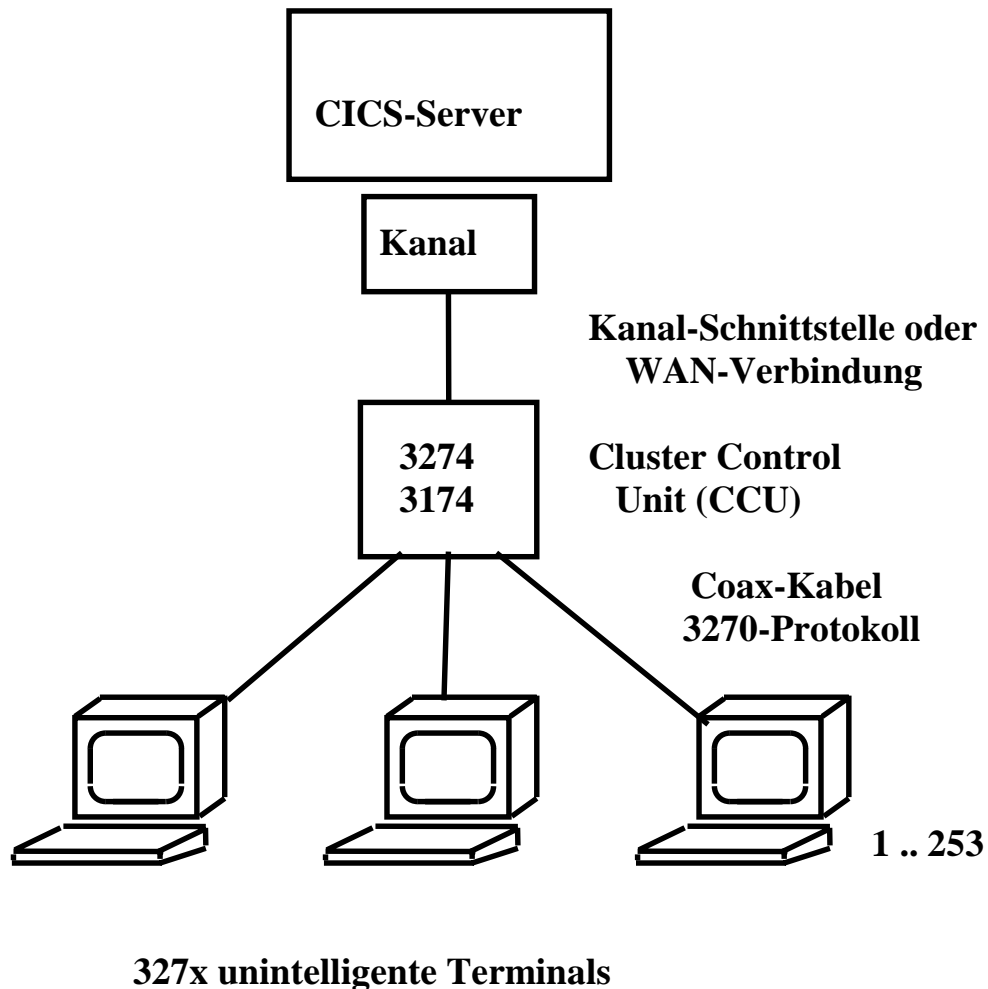 CICS-Server
Kanal
Kanal-Schnittstelle oder
WAN-Verbindung
3274
3174
Cluster Control
Unit (CCU)
Coax-Kabel
3270-Protokoll
1 .. 253
327x unintelligente Terminals